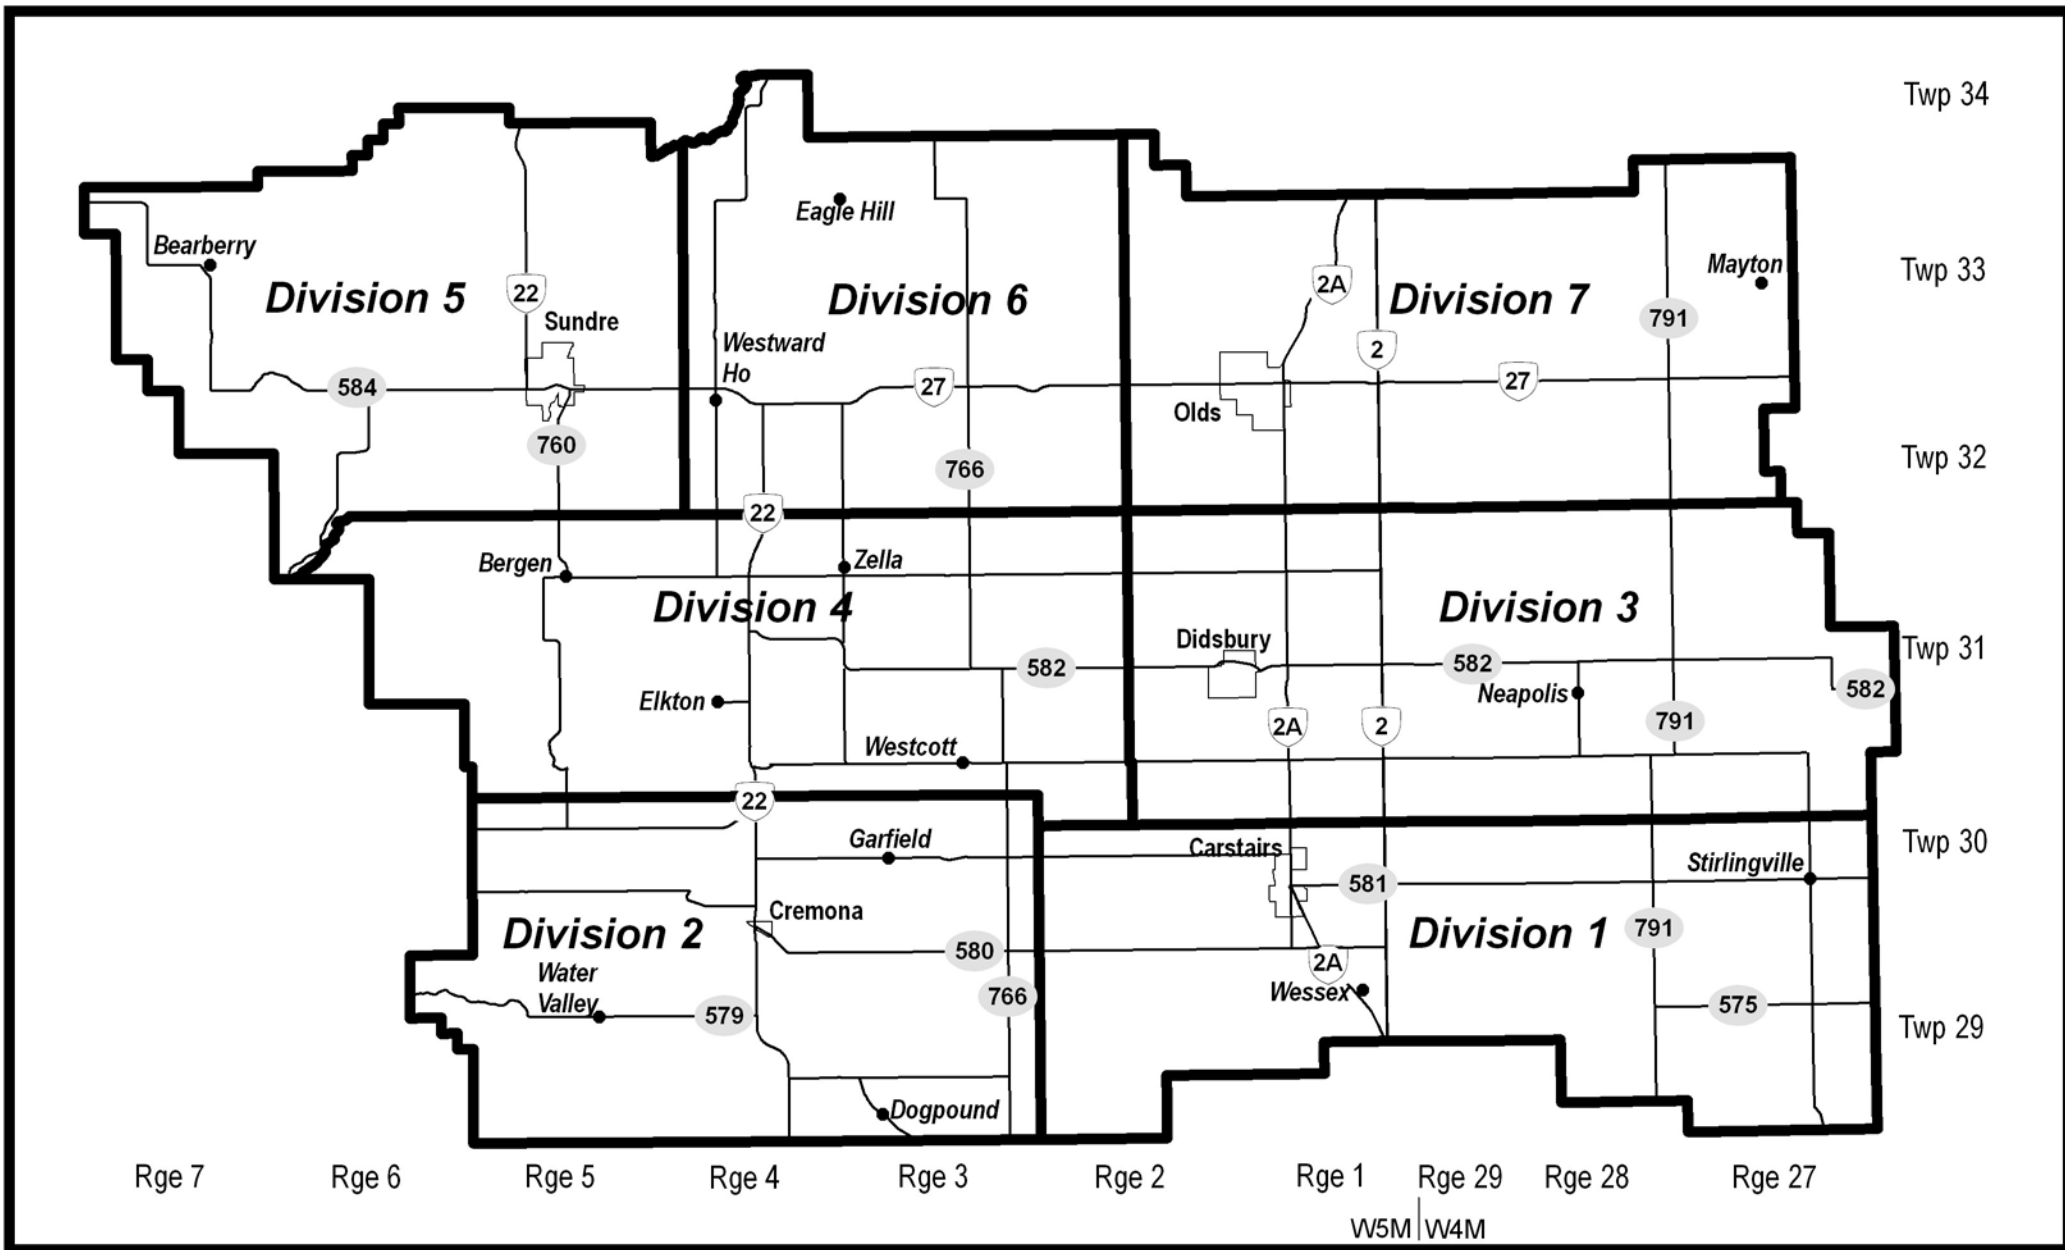 Twp 34
Eagle Hill
Bearberry
Mayton
Twp 33
Division 5
22
Division 6
2A
Division 7
791
Sundre
Westward
Ho
2
584
27
27
Olds
760
766
Twp 32
22
Bergen
Zella
Division 4
Division 3
Didsbury
Twp 31
582
582
582
Elkton
Neapolis
2A
2
791
Westcott
22
Garfield
Carstairs
Twp 30
Stirlingville
581
Cremona
Division 2
Division 1
791
580
Water
Valley
2A
Wessex
766
575
579
Twp 29
Dogpound
Rge 7
Rge 6
Rge 5
Rge 4
Rge 3
Rge 2
Rge 1
Rge 29
Rge 28
Rge 27
W5M
W4M